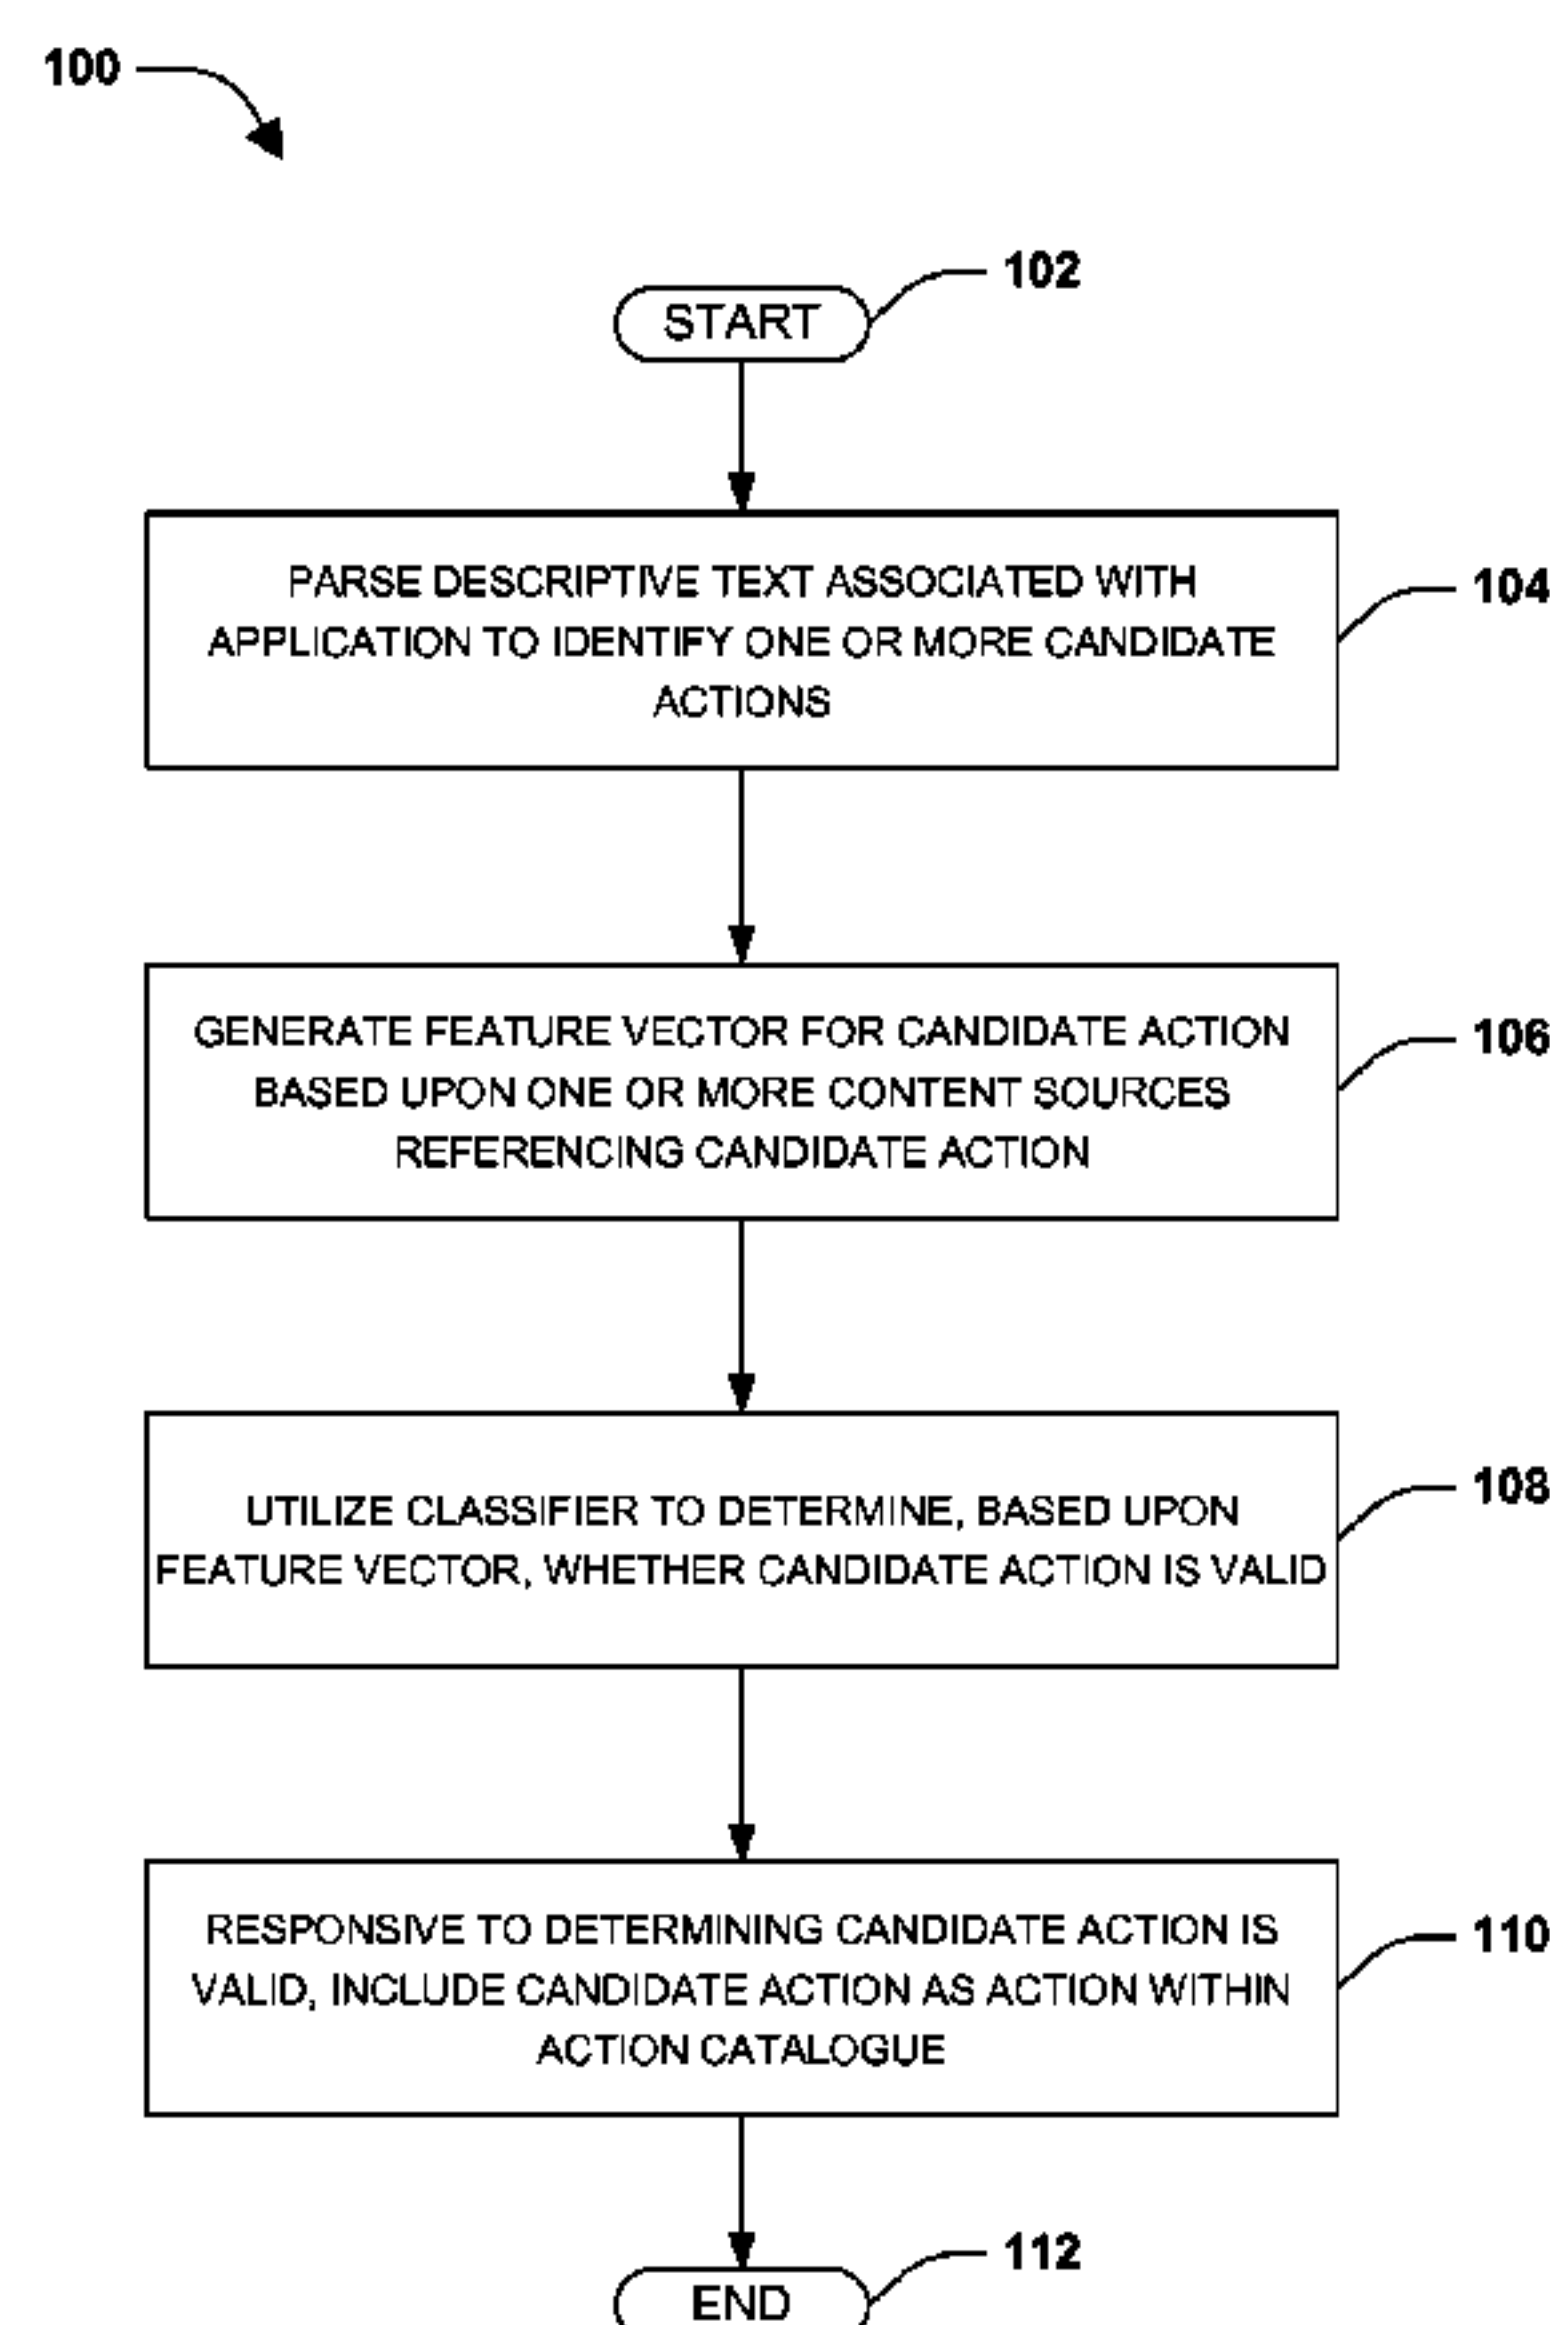 100
102
START
PARSE DESCRIPTIVE TEXT ASSOCIATED WITH
APPLICATION TO IDENTIFY ONE OR MORE CANDIDATE
ACTIONS
104
GENERATE FEATURE VECTOR FOR CANDIDATE ACTION
BASED UPON ONE OR MORE CONTENT SOURCES
REFERENCING CANDIDATE ACTION
106
UTILIZE CLASSIFIER TO DETERMINE, BASED UPON
FEATURE VECTOR, WHETHER CANDIDATE ACTION IS VALID
108
RESPONSIVE TO DETERMINING CANDIDATE ACTION IS
VALID, INCLUDE CANDIDATE ACTION AS ACTION WITHIN
ACTION CATALOGUE
110
112
END